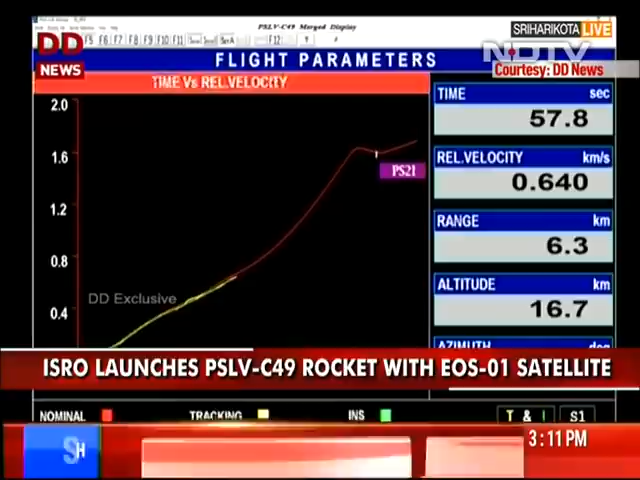 PSLV-C49 Merged Display
SRIHARIKOTA LIVE
F5 F6 F7 F8 F9 F10 F11
F12
DD
NEWS
NDTV
FLIGHT PARAMETERS
Courtesy: DD News
TIME Vs REL.VELOCITY
TIME sec
57.8
2.0
1.6
1.2
0.8
0.4
PS21
REL.VELOCITY km/s
0.640
RANGE km
6.3
ALTITUDE km
16.7
AZIMUTH deg
DD Exclusive
ISRO LAUNCHES PSLV-C49 ROCKET WITH EOS-01 SATELLITE
NOMINAL TRACKING INS T & I S1
3:11 PM